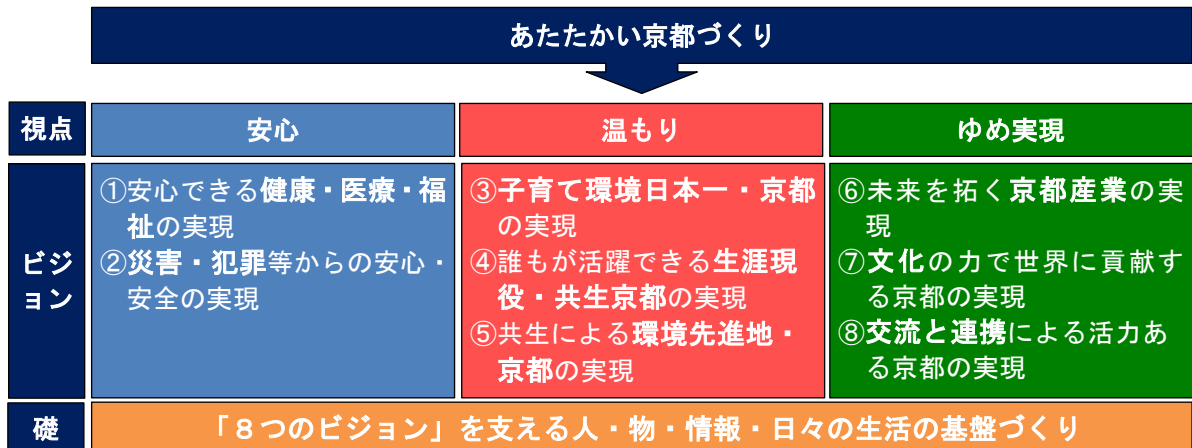 あたたかい京都づくり
視点
安心
温もり
ゆめ実現
ビジ
ョン
①安心できる健康・医療・福
祉の実現
②災害・犯罪等からの安心・
安全の実現
③子育て環境日本一・京都
の実現
④誰もが活躍できる生涯現
役・共生京都の実現
⑤共生による環境先進地・
京都の実現
⑥未来を拓く京都産業の実
現
⑦文化の力で世界に貢献す
る京都の実現
⑧交流と連携による活力あ
る京都の実現
礎
「８つのビジョン」を支える人・物・情報・日々の生活の基盤づくり